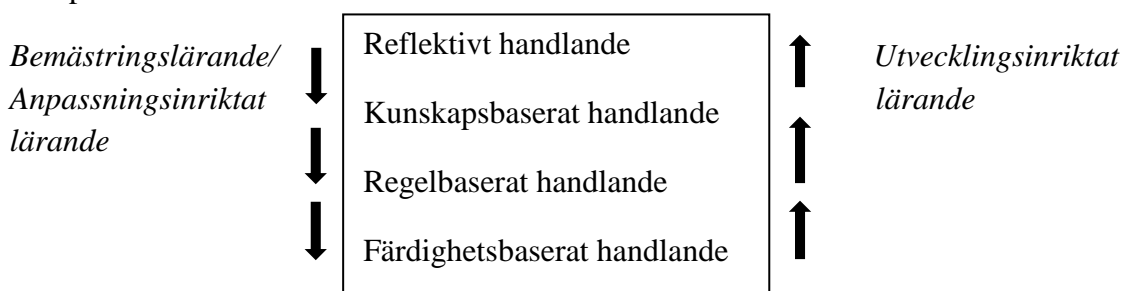 Bemästringslärande/
Anpassningsinriktat
lärande
Reflektivt handlande
Kunskapsbaserat handlande
Regelbaserat handlande
Färdighetsbaserat handlande
Utvecklingsinriktat
lärande